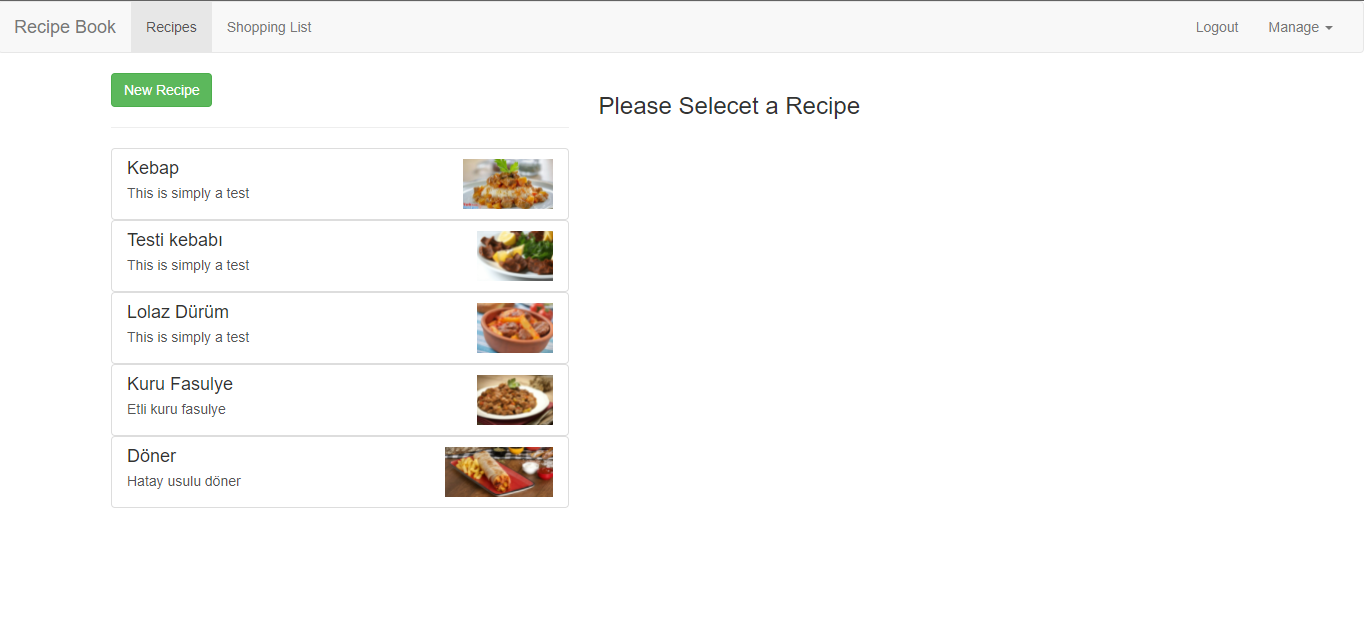 Recipe Book Recipes Shopping List Logout Manage
New Recipe
Please Selecet a Recipe
Kebap
This is simply a test
Testi kebabı
This is simply a test
Lolaz Dürüm
This is simply a test
Kuru Fasulye
Etli kuru fasulye
Döner
Hatay usulu döner